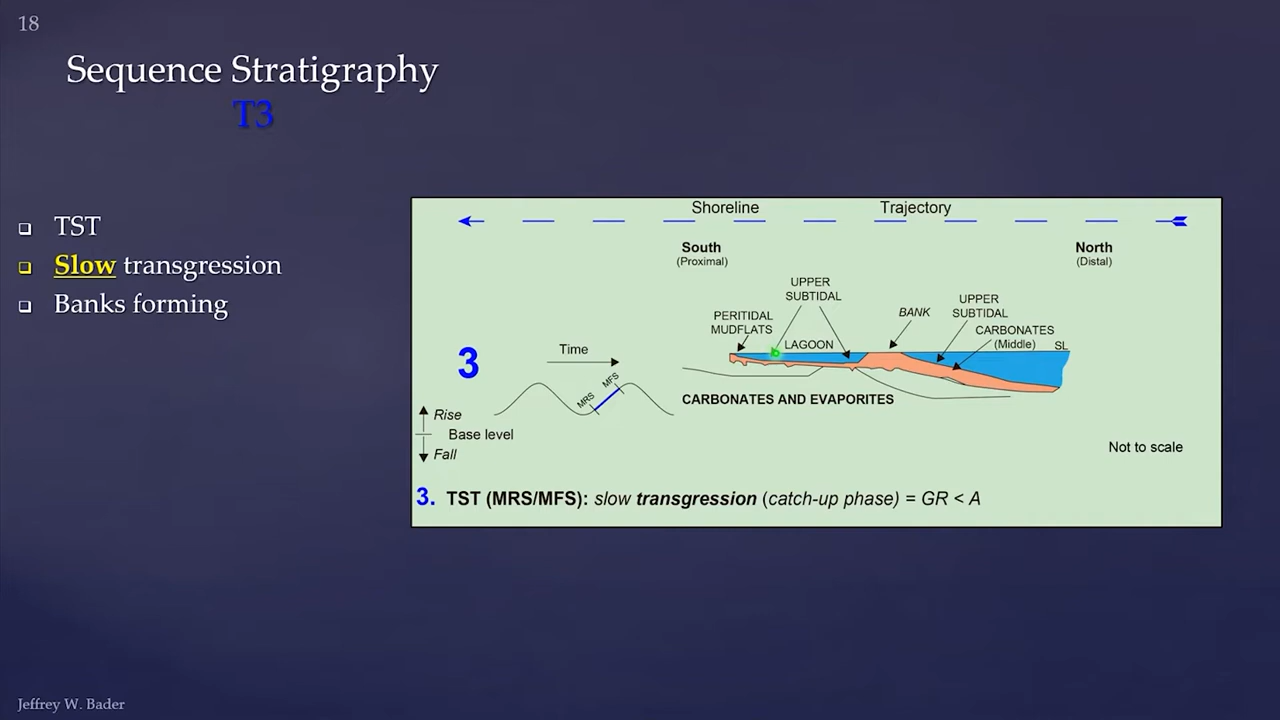 18
Sequence Stratigraphy
T3
TST
Slow transgression
Banks forming
Shoreline Trajectory
South
(Proximal)
North
(Distal)
UPPER
SUBTIDAL
PERITIDAL
MUDFLATS
LAGOON
BANK
UPPER
SUBTIDAL
CARBONATES
(Middle)
SL
3
Time
MRS
MFS
CARBONATES AND EVAPORITES
Rise
Base level
Fall
Not to scale
3. TST (MRS/MFS): slow transgression (catch-up phase) = GR < A
Jeffrey W. Bader